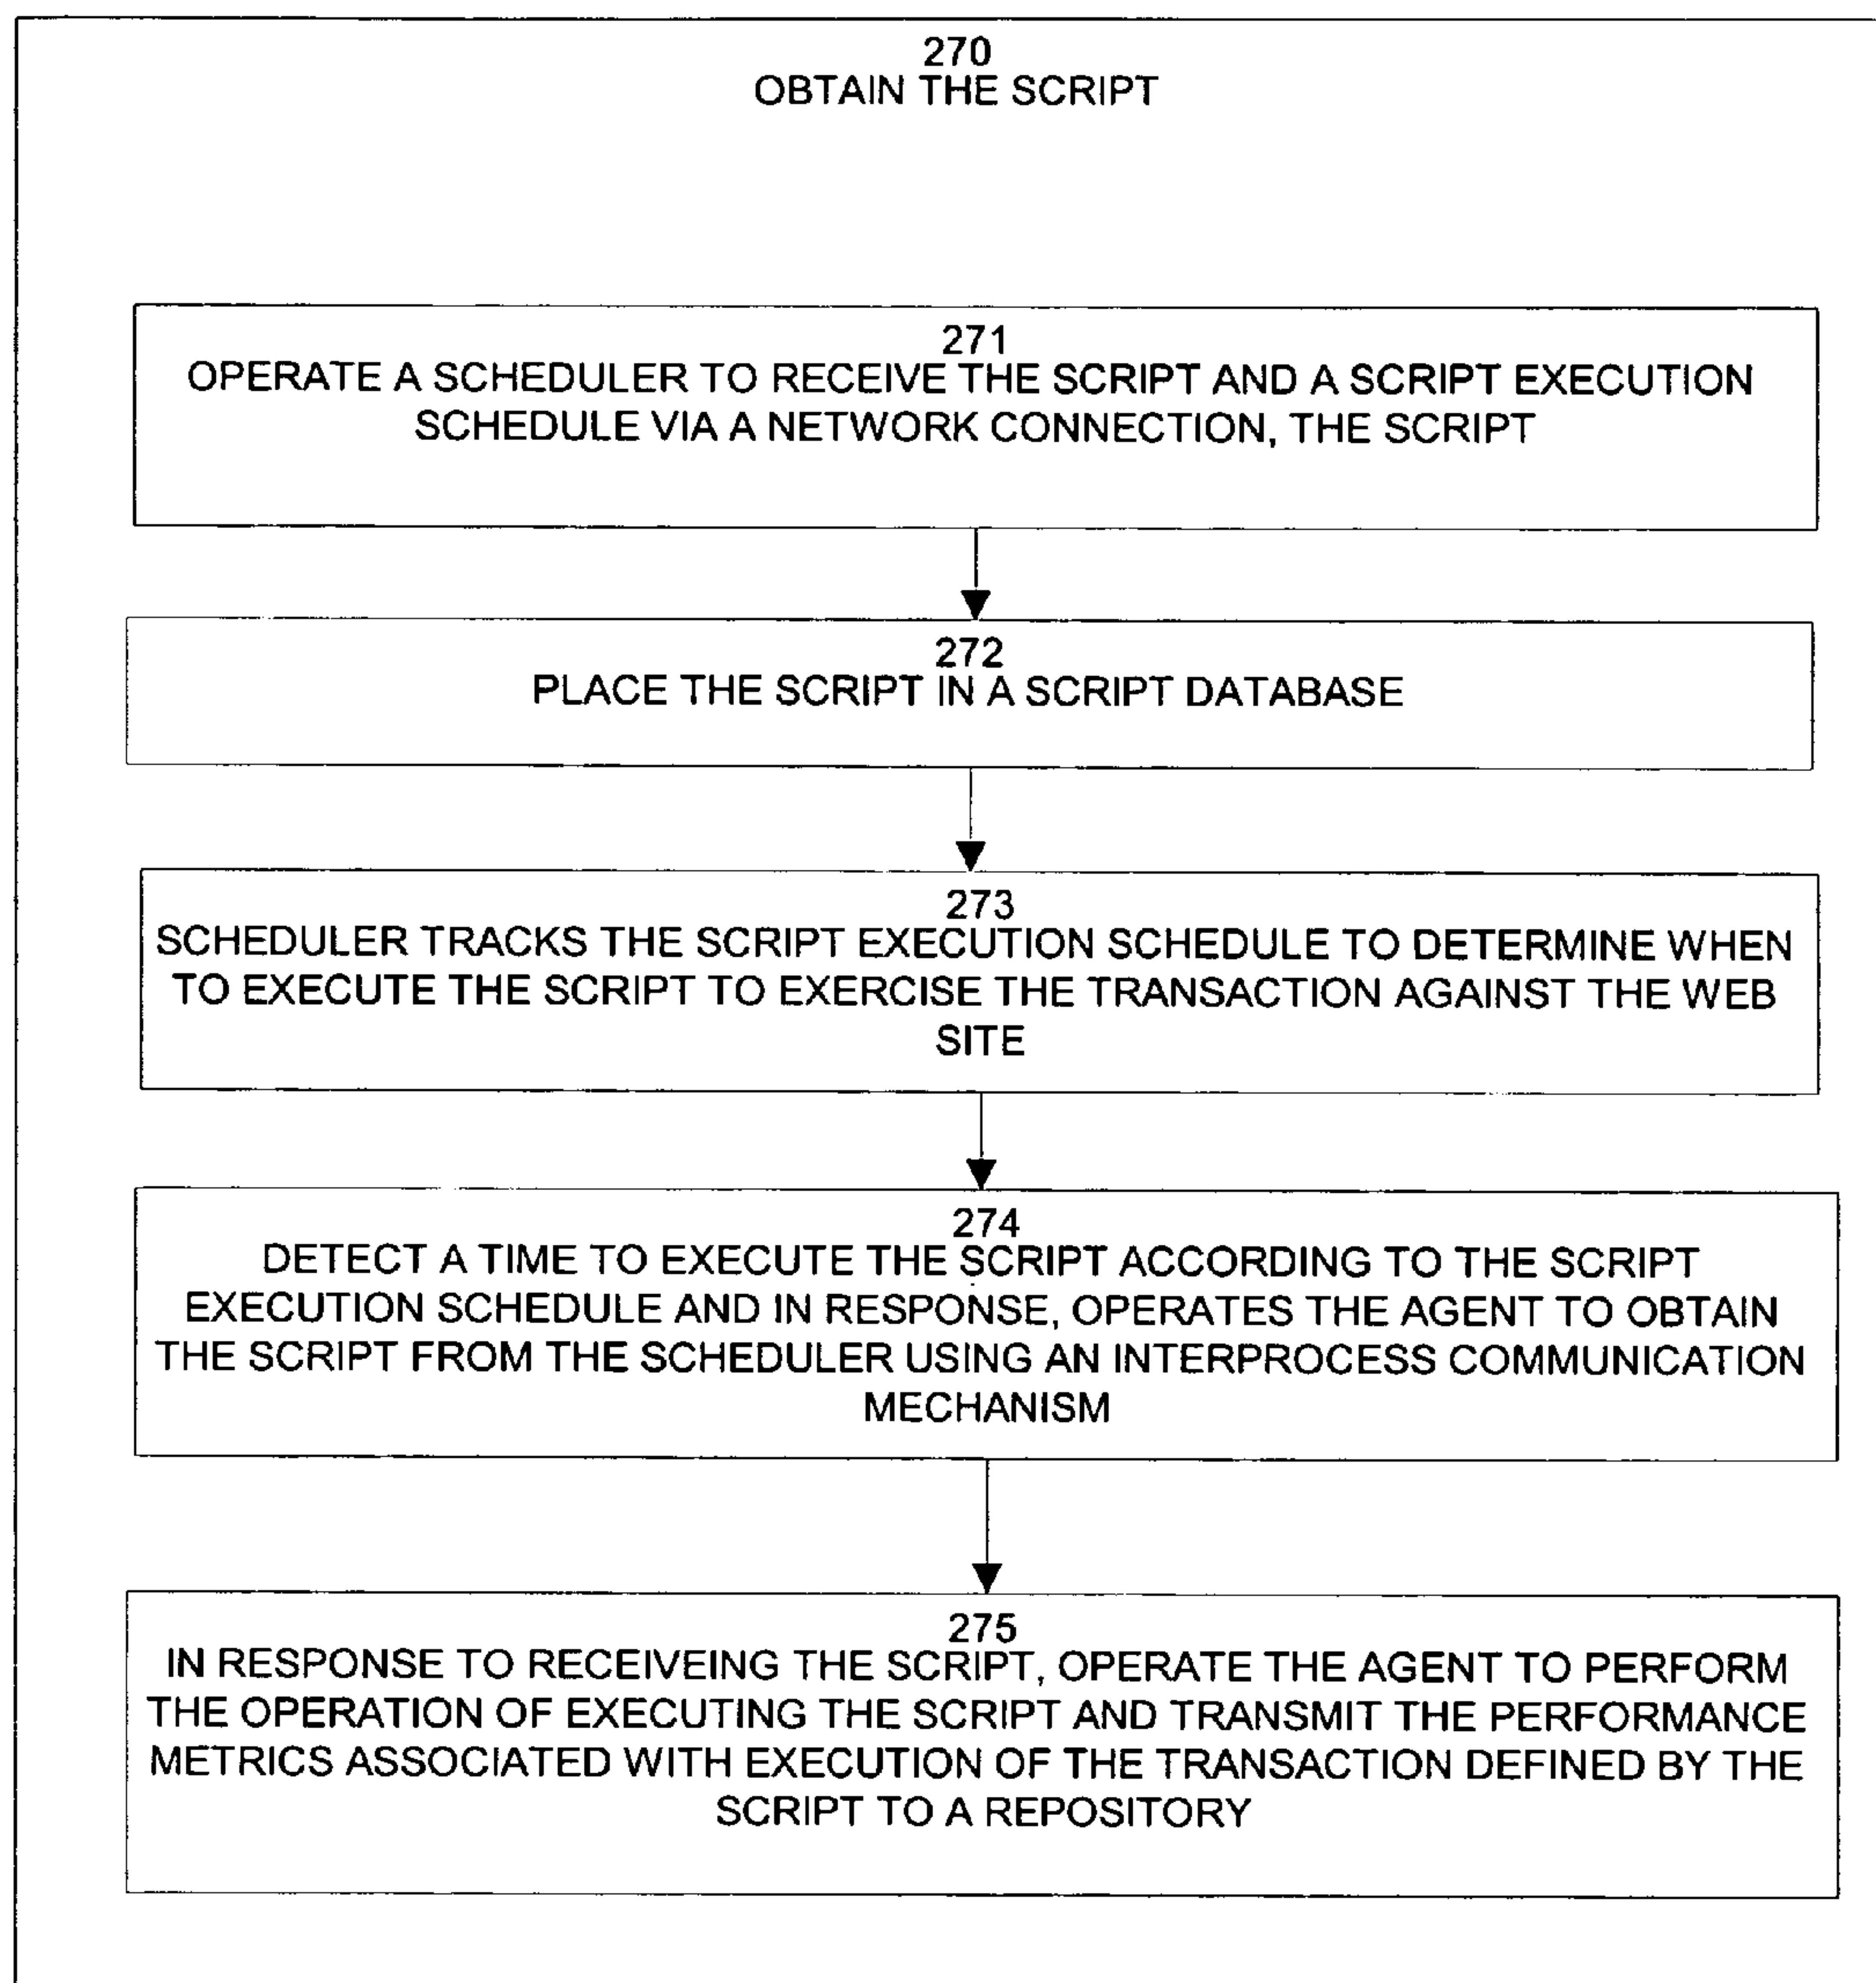 270
OBTAIN THE SCRIPT
271
OPERATE A SCHEDULER TO RECEIVE THE SCRIPT AND A SCRIPT EXECUTION
SCHEDULE VIA A NETWORK CONNECTION, THE SCRIPT
272
PLACE THE SCRIPT IN A SCRIPT DATABASE
273
SCHEDULER TRACKS THE SCRIPT EXECUTION SCHEDULE TO DETERMINE WHEN
TO EXECUTE THE SCRIPT TO EXERCISE THE TRANSACTION AGAINST THE WEB
SITE
274
DETECT A TIME TO EXECUTE THE SCRIPT ACCORDING TO THE SCRIPT
EXECUTION SCHEDULE AND IN RESPONSE, OPERATES THE AGENT TO OBTAIN
THE SCRIPT FROM THE SCHEDULER USING AN INTERPROCESS COMMUNICATION
MECHANISM
275
IN RESPONSE TO RECEIVEING THE SCRIPT, OPERATE THE AGENT TO PERFORM
THE OPERATION OF EXECUTING THE SCRIPT AND TRANSMIT THE PERFORMANCE
METRICS ASSOCIATED WITH EXECUTION OF THE TRANSACTION DEFINED BY THE
SCRIPT TO A REPOSITORY